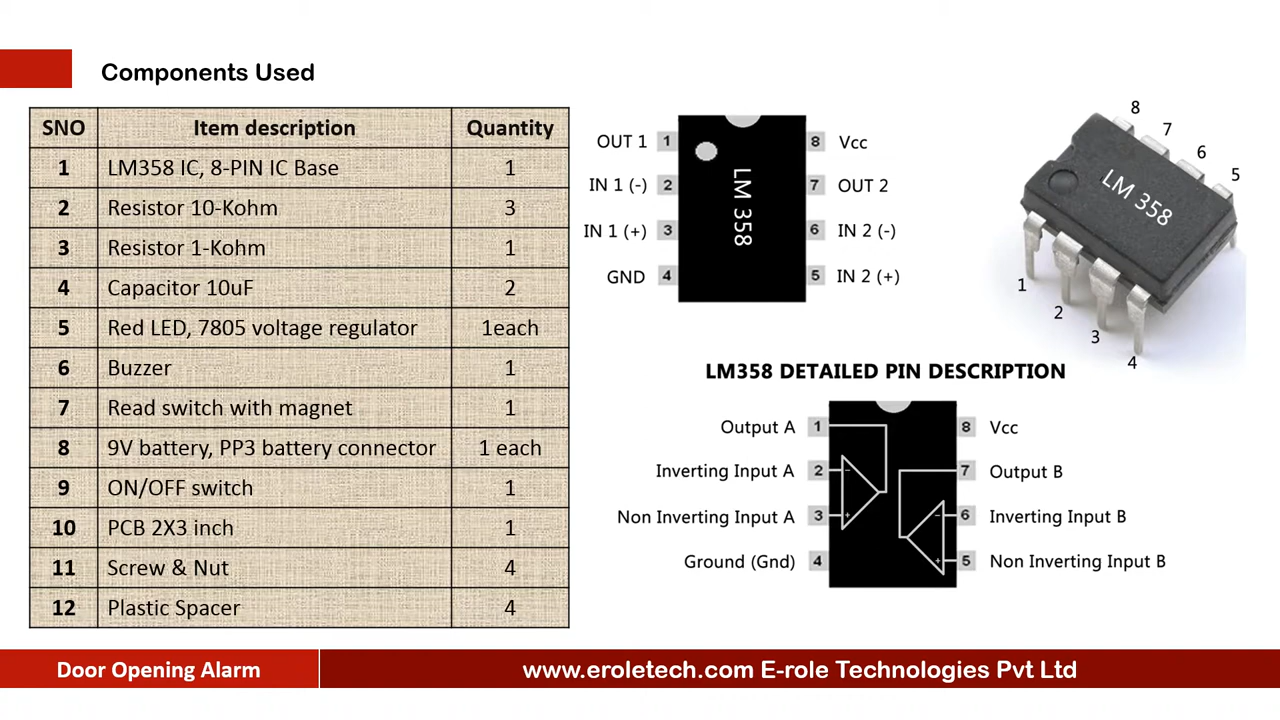 Components Used
SNO Item description Quantity
1 LM358 IC, 8-PIN IC Base 1
2 Resistor 10-Kohm 3
3 Resistor 1-Kohm 1
4 Capacitor 10uF 2
5 Red LED, 7805 voltage regulator 1each
6 Buzzer 1
7 Read switch with magnet 1
8 9V battery, PP3 battery connector 1 each
9 ON/OFF switch 1
10 PCB 2X3 inch 1
11 Screw & Nut 4
12 Plastic Spacer 4
OUT 1 1 8 Vcc
IN 1 (-) 2 7 OUT 2
IN 1 (+) 3 6 IN 2 (-)
GND 4 5 IN 2 (+)
LM 358
8
7
6
5
LM 358
1
2
3
4
LM358 DETAILED PIN DESCRIPTION
Output A 1 8 Vcc
Inverting Input A 2 - 7 Output B
Non Inverting Input A 3 + - 6 Inverting Input B
Ground (Gnd) 4 + 5 Non Inverting Input B
Door Opening Alarm
www.eroletech.com E-role Technologies Pvt Ltd